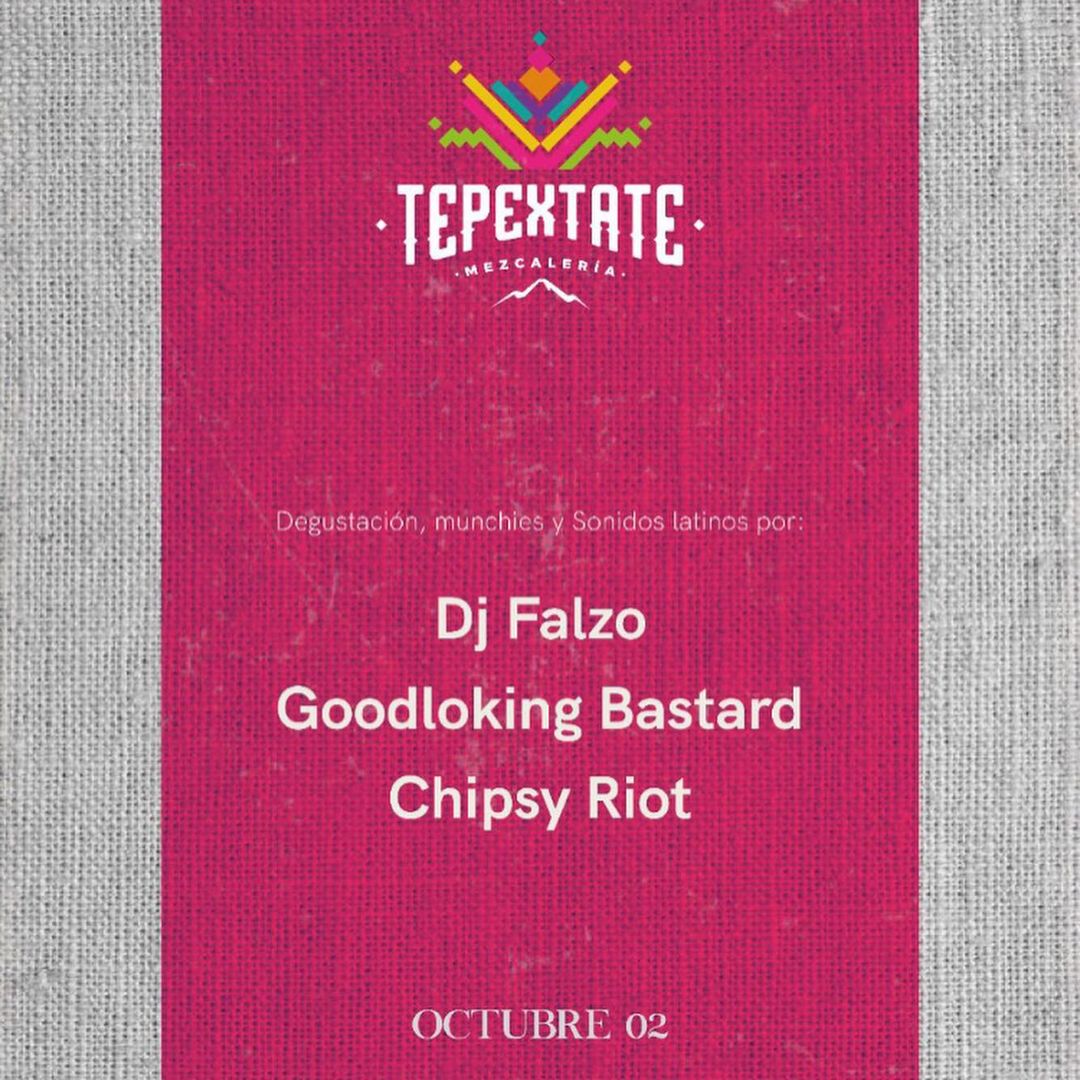 TEPEXTATE
·MEZCALERÍA·
Degustación, munchies y Sonidos latinos por:
Dj Falzo
Goodloking Bastard
Chipsy Riot
OCTUBRE 02